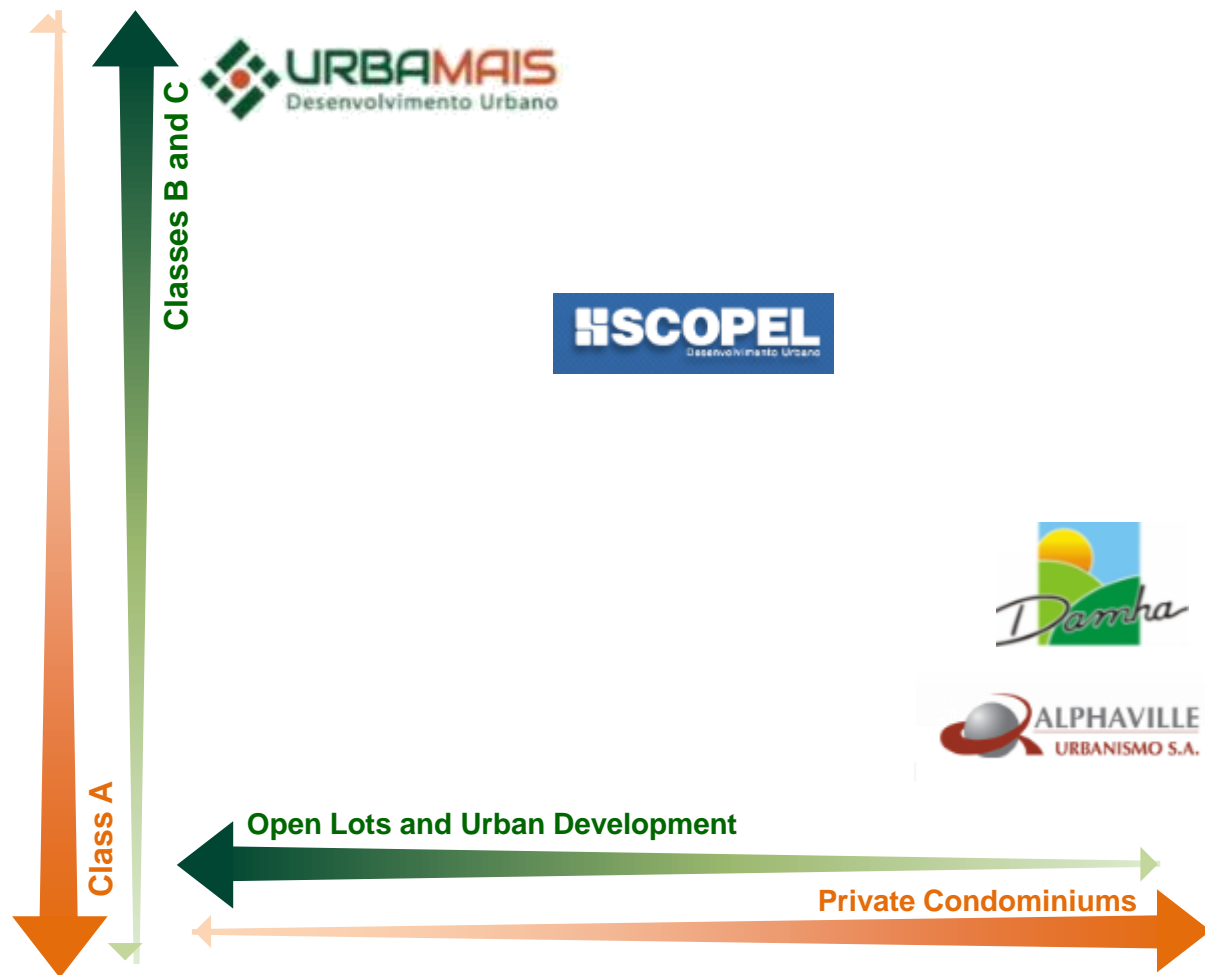 URBAMAIS
Desenvolvimento Urbano
Classes B and C
SCOPEL
Desenvolvimento Urbano
Damha
ALPHAVILLE
URBANISMO S.A.
Class A
Open Lots and Urban Development
Private Condominiums